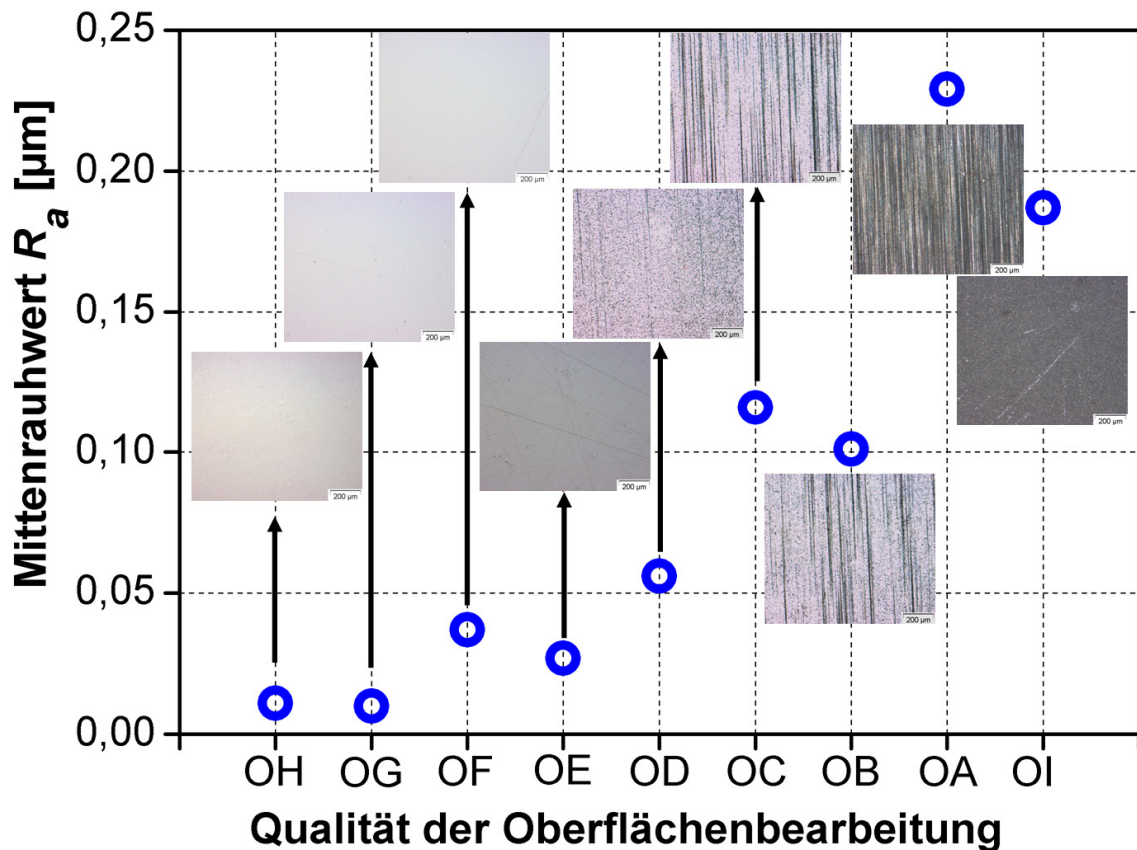 0,25
0,20
0,15
0,10
0,05
0,00
Mittenrauhwert R_a [µm]
200 µm
200 µm
200 µm
200 µm
200 µm
200 µm
200 µm
200 µm
200 µm
OH OG OF OE OD OC OB OA OI
Qualität der Oberflächenbearbeitung